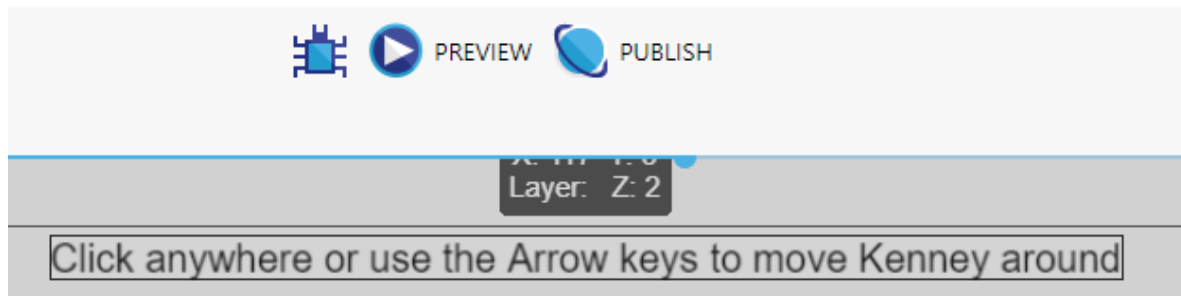 PREVIEW PUBLISH
Layer: Z: 2
Click anywhere or use the Arrow keys to move Kenney around